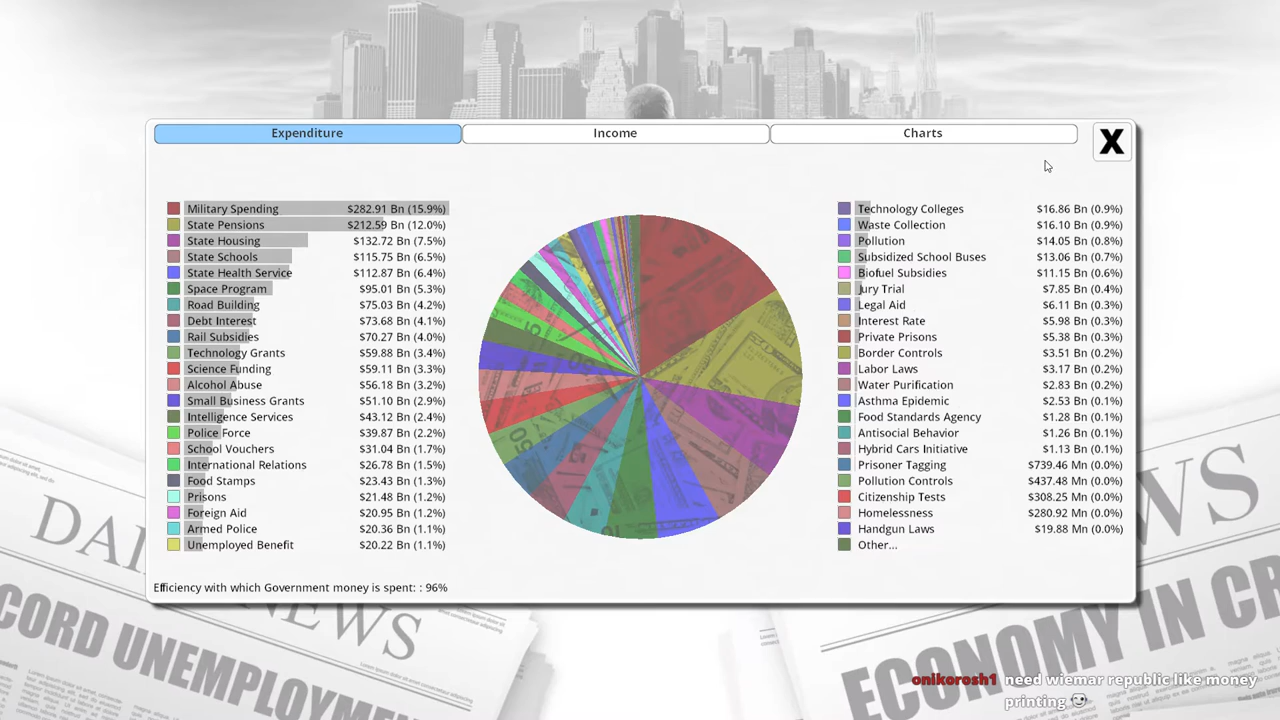 Expenditure
Income
Charts
X
Military Spending $282.91 Bn (15.9%)
State Pensions $212.59 Bn (12.0%)
State Housing $132.72 Bn (7.5%)
State Schools $115.75 Bn (6.5%)
State Health Service $112.87 Bn (6.4%)
Space Program $95.01 Bn (5.3%)
Road Building $75.03 Bn (4.2%)
Debt Interest $73.68 Bn (4.1%)
Rail Subsidies $70.27 Bn (4.0%)
Technology Grants $59.88 Bn (3.4%)
Science Funding $59.11 Bn (3.3%)
Alcohol Abuse $56.18 Bn (3.2%)
Small Business Grants $51.10 Bn (2.9%)
Intelligence Services $43.12 Bn (2.4%)
Police Force $39.87 Bn (2.2%)
School Vouchers $31.04 Bn (1.7%)
International Relations $26.78 Bn (1.5%)
Food Stamps $23.43 Bn (1.3%)
Prisons $21.48 Bn (1.2%)
Foreign Aid $20.95 Bn (1.2%)
Armed Police $20.36 Bn (1.1%)
Unemployed Benefit $20.22 Bn (1.1%)
Technology Colleges $16.86 Bn (0.9%)
Waste Collection $16.10 Bn (0.9%)
Pollution $14.05 Bn (0.8%)
Subsidized School Buses $13.06 Bn (0.7%)
Biofuel Subsidies $11.15 Bn (0.6%)
Jury Trial $7.85 Bn (0.4%)
Legal Aid $6.11 Bn (0.3%)
Interest Rate $5.98 Bn (0.3%)
Private Prisons $5.38 Bn (0.3%)
Border Controls $3.51 Bn (0.2%)
Labor Laws $3.17 Bn (0.2%)
Water Purification $2.83 Bn (0.2%)
Asthma Epidemic $2.53 Bn (0.1%)
Food Standards Agency $1.28 Bn (0.1%)
Antisocial Behavior $1.26 Bn (0.1%)
Hybrid Cars Initiative $1.13 Bn (0.1%)
Prisoner Tagging $739.46 Mn (0.0%)
Pollution Controls $437.48 Mn (0.0%)
Citizenship Tests $308.25 Mn (0.0%)
Homelessness $280.92 Mn (0.0%)
Handgun Laws $19.88 Mn (0.0%)
Other...
Efficiency with which Government money is spent: : 96%
DAI
NEWS
WS
CORD UNEMPLOYM
ECONOMY IN CR
onikorosh1 need wiemar republic like money
printing